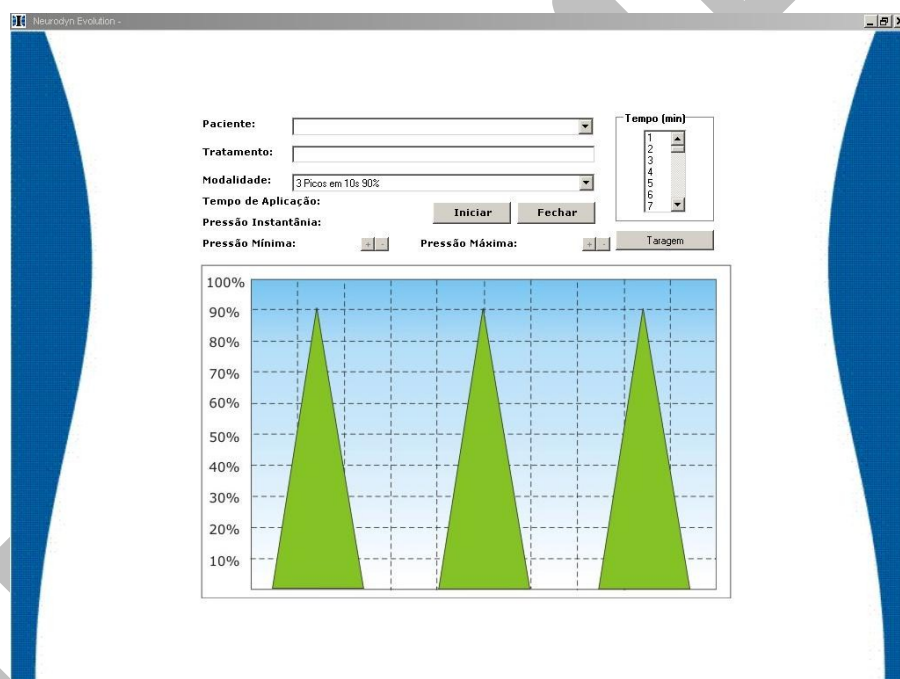 Neurodyn Evolution -
Paciente:
Tratamento:
Modalidade: 3 Picos em 10s 90%
Tempo de Aplicação:
Pressão Instantânia:
Pressão Mínima: + - Pressão Máxima: + -
Iniciar Fechar
Tempo (min)
1
2
3
4
5
6
7
Taragem
100%
90%
80%
70%
60%
50%
40%
30%
20%
10%